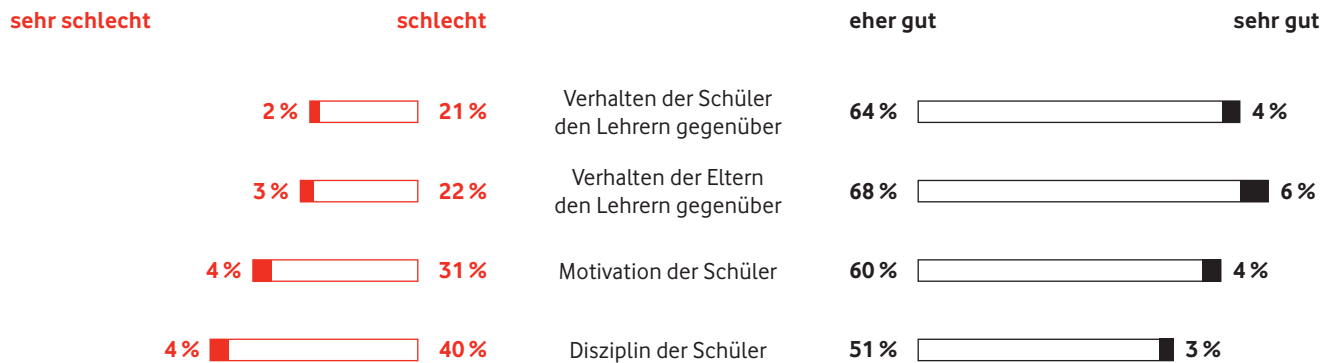 sehr schlecht schlecht eher gut sehr gut
2 % 21 % Verhalten der Schüler
den Lehrern gegenüber 64 % 4 %
3 % 22 % Verhalten der Eltern
den Lehrern gegenüber 68 % 6 %
4 % 31 % Motivation der Schüler 60 % 4 %
4 % 40 % Disziplin der Schüler 51 % 3 %